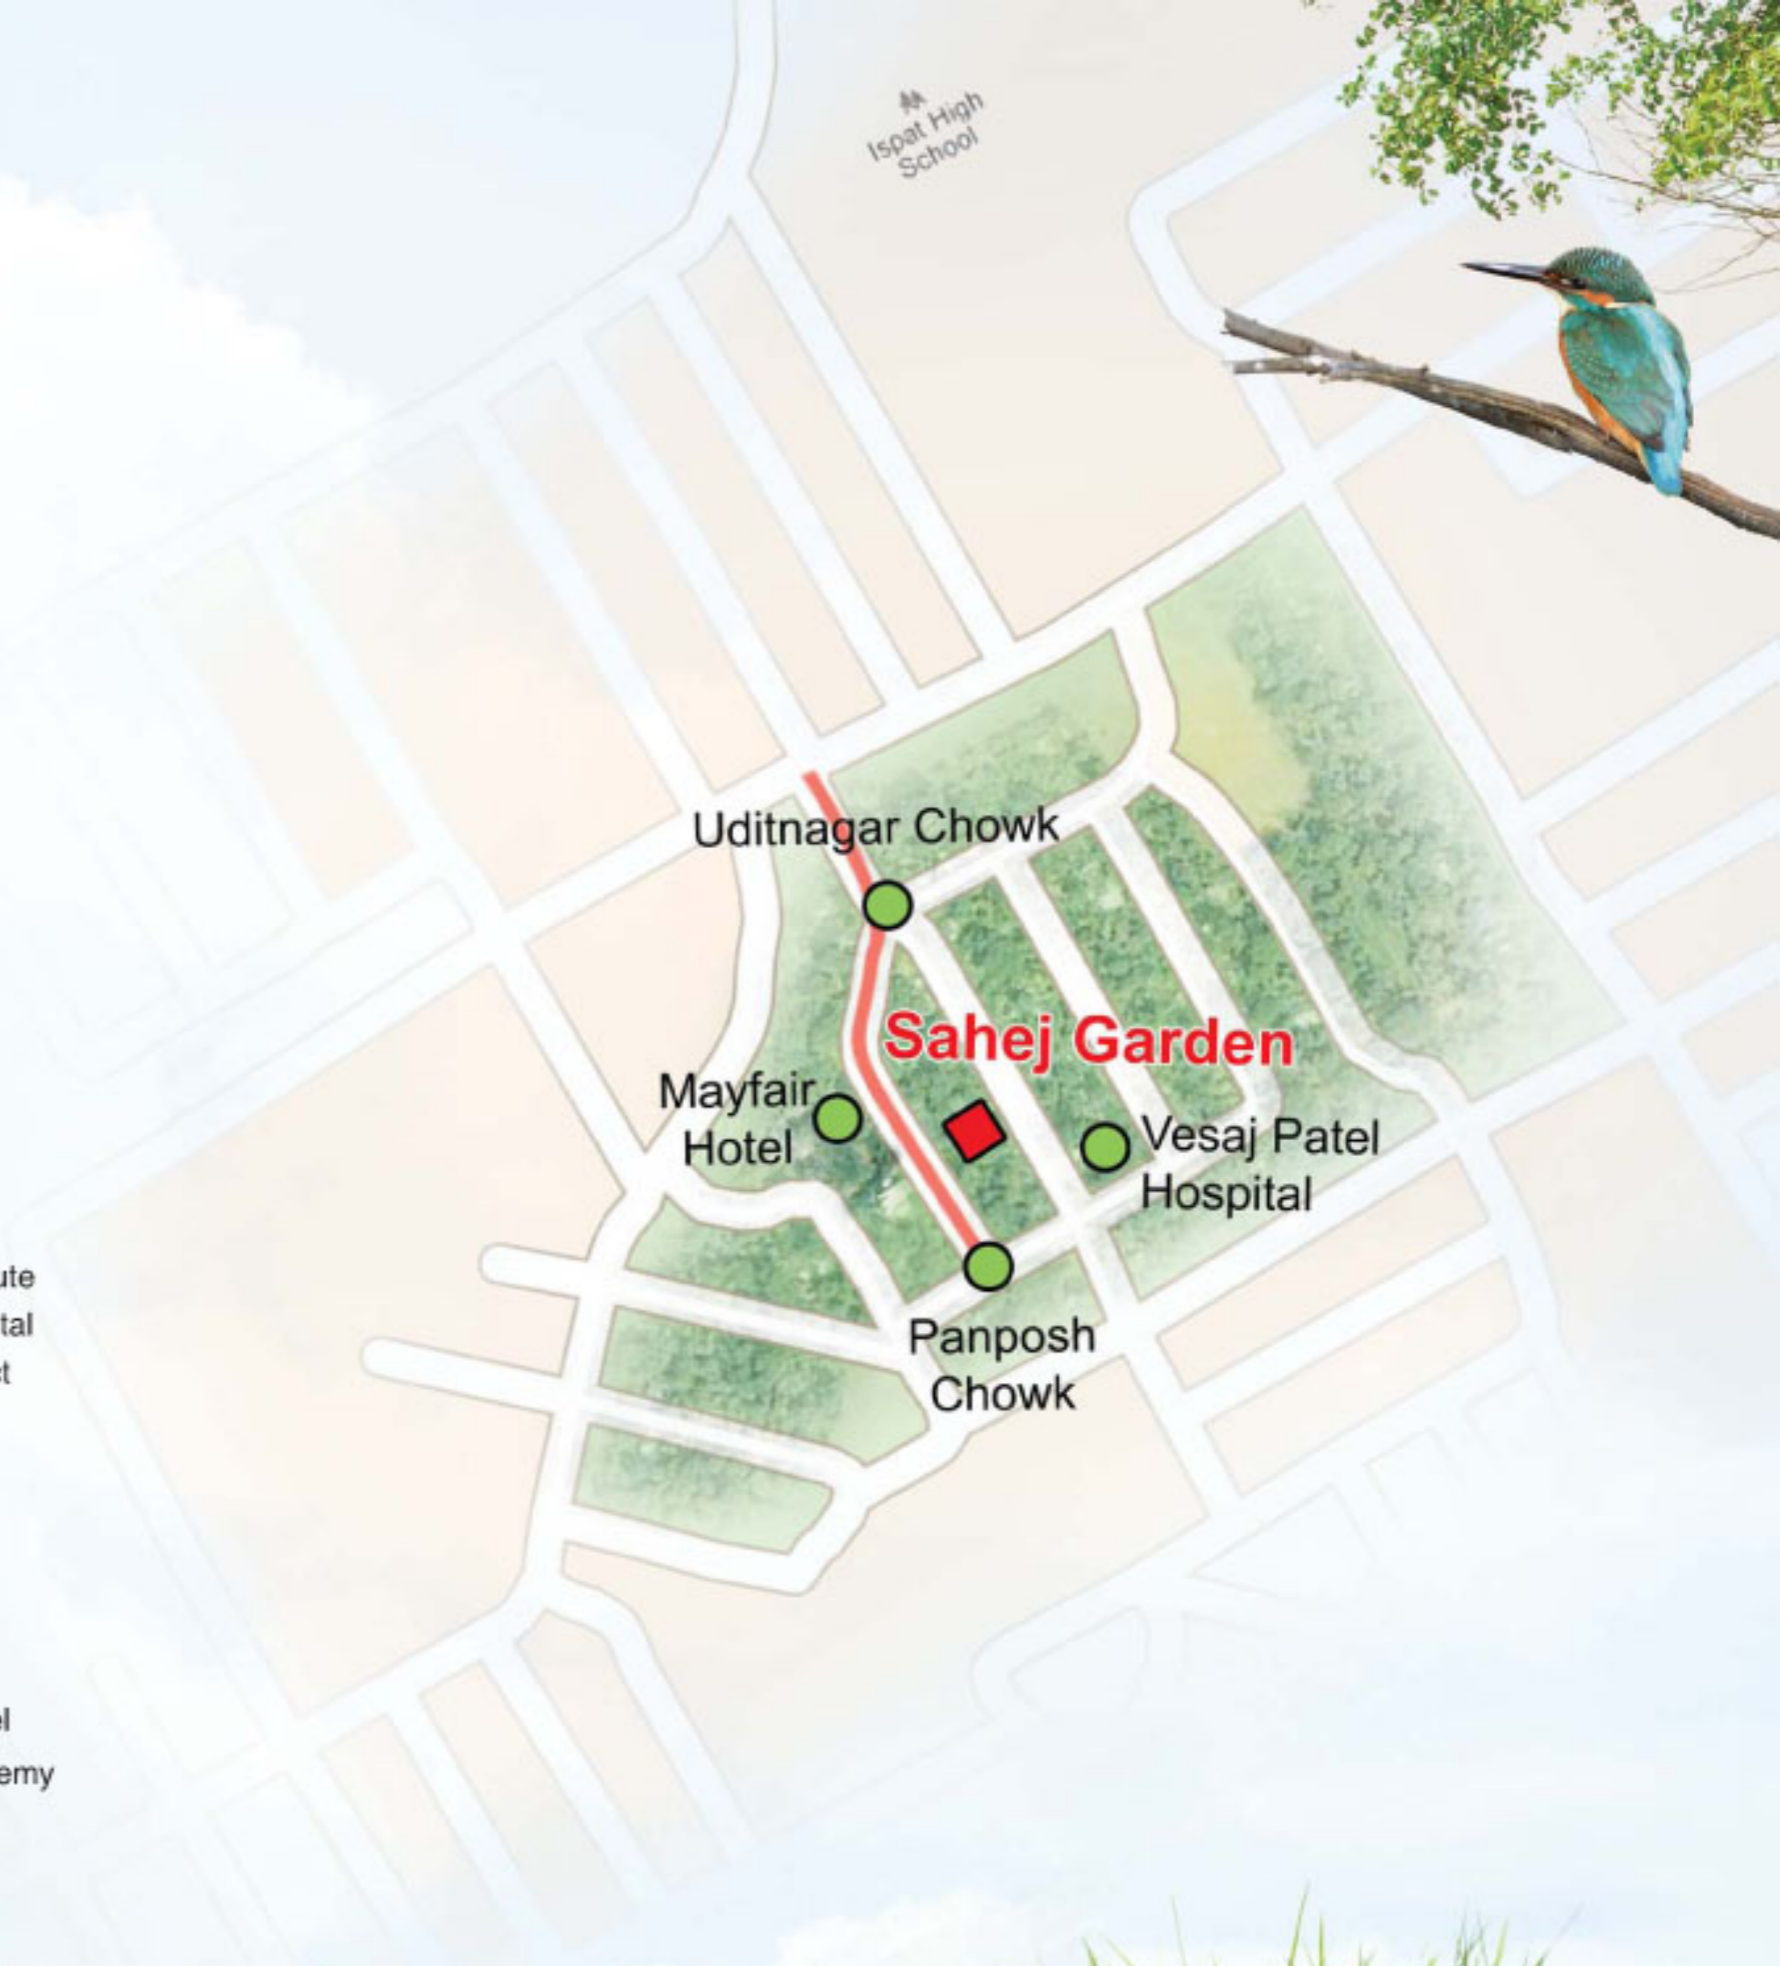 Ispat High
School
Uditnagar Chowk
Sahej Garden
Mayfair
Hotel
Vesaj Patel
Hospital
Panposh
Chowk